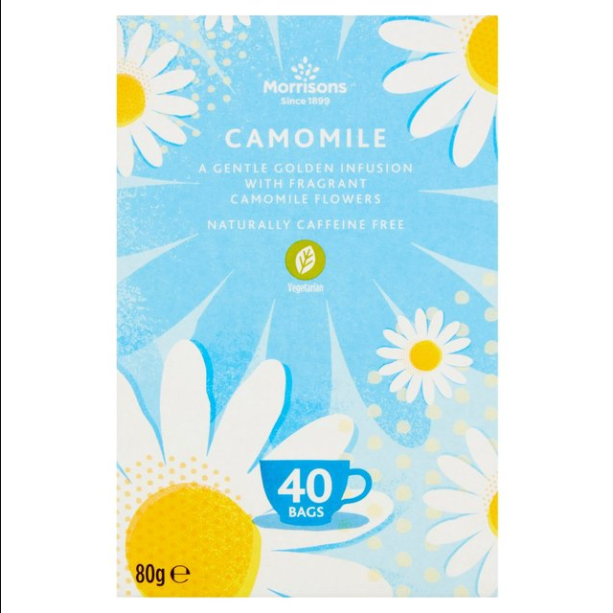 Morrisons
Since 1899
CAMOMILE
A GENTLE GOLDEN INFUSION
WITH FRAGRANT
CAMOMILE FLOWERS
NATURALLY CAFFEINE FREE
Vegetarian
40
BAGS
80g ℮